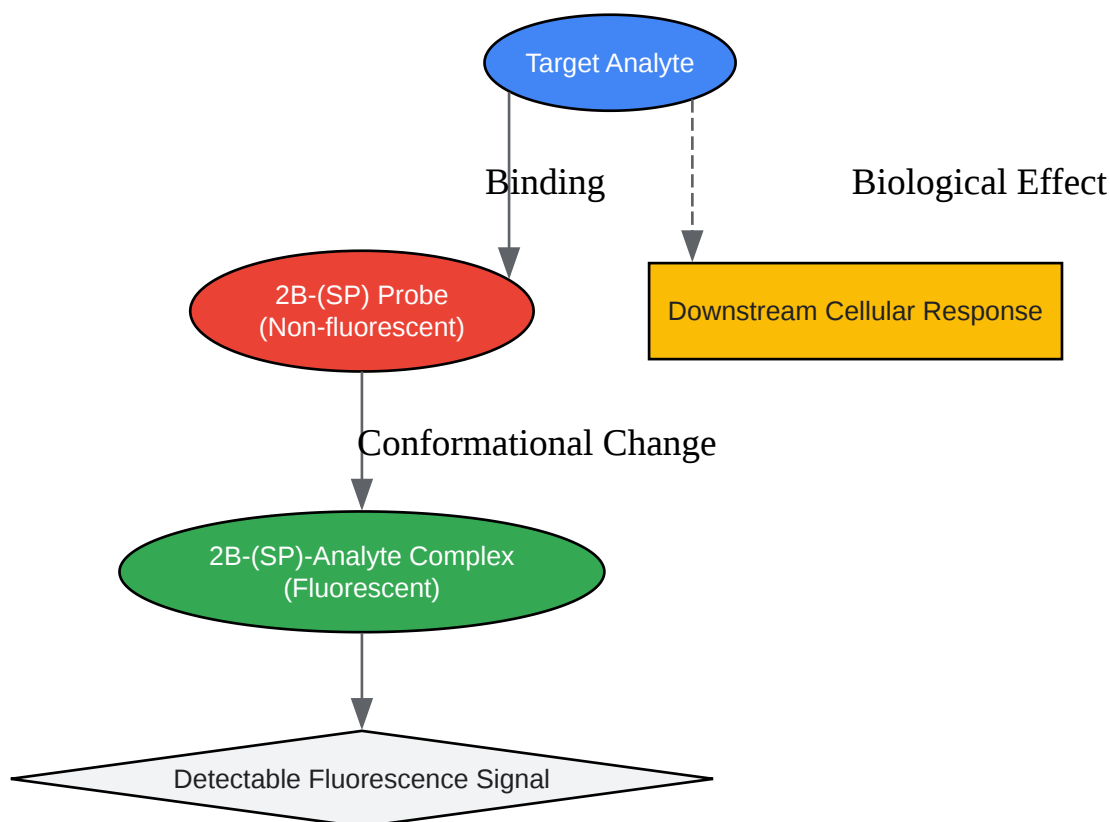 Target Analyte
Binding
Biological Effect
2B-(SP) Probe
(Non-fluorescent)
Downstream Cellular Response
Conformational Change
2B-(SP)-Analyte Complex
(Fluorescent)
Detectable Fluorescence Signal